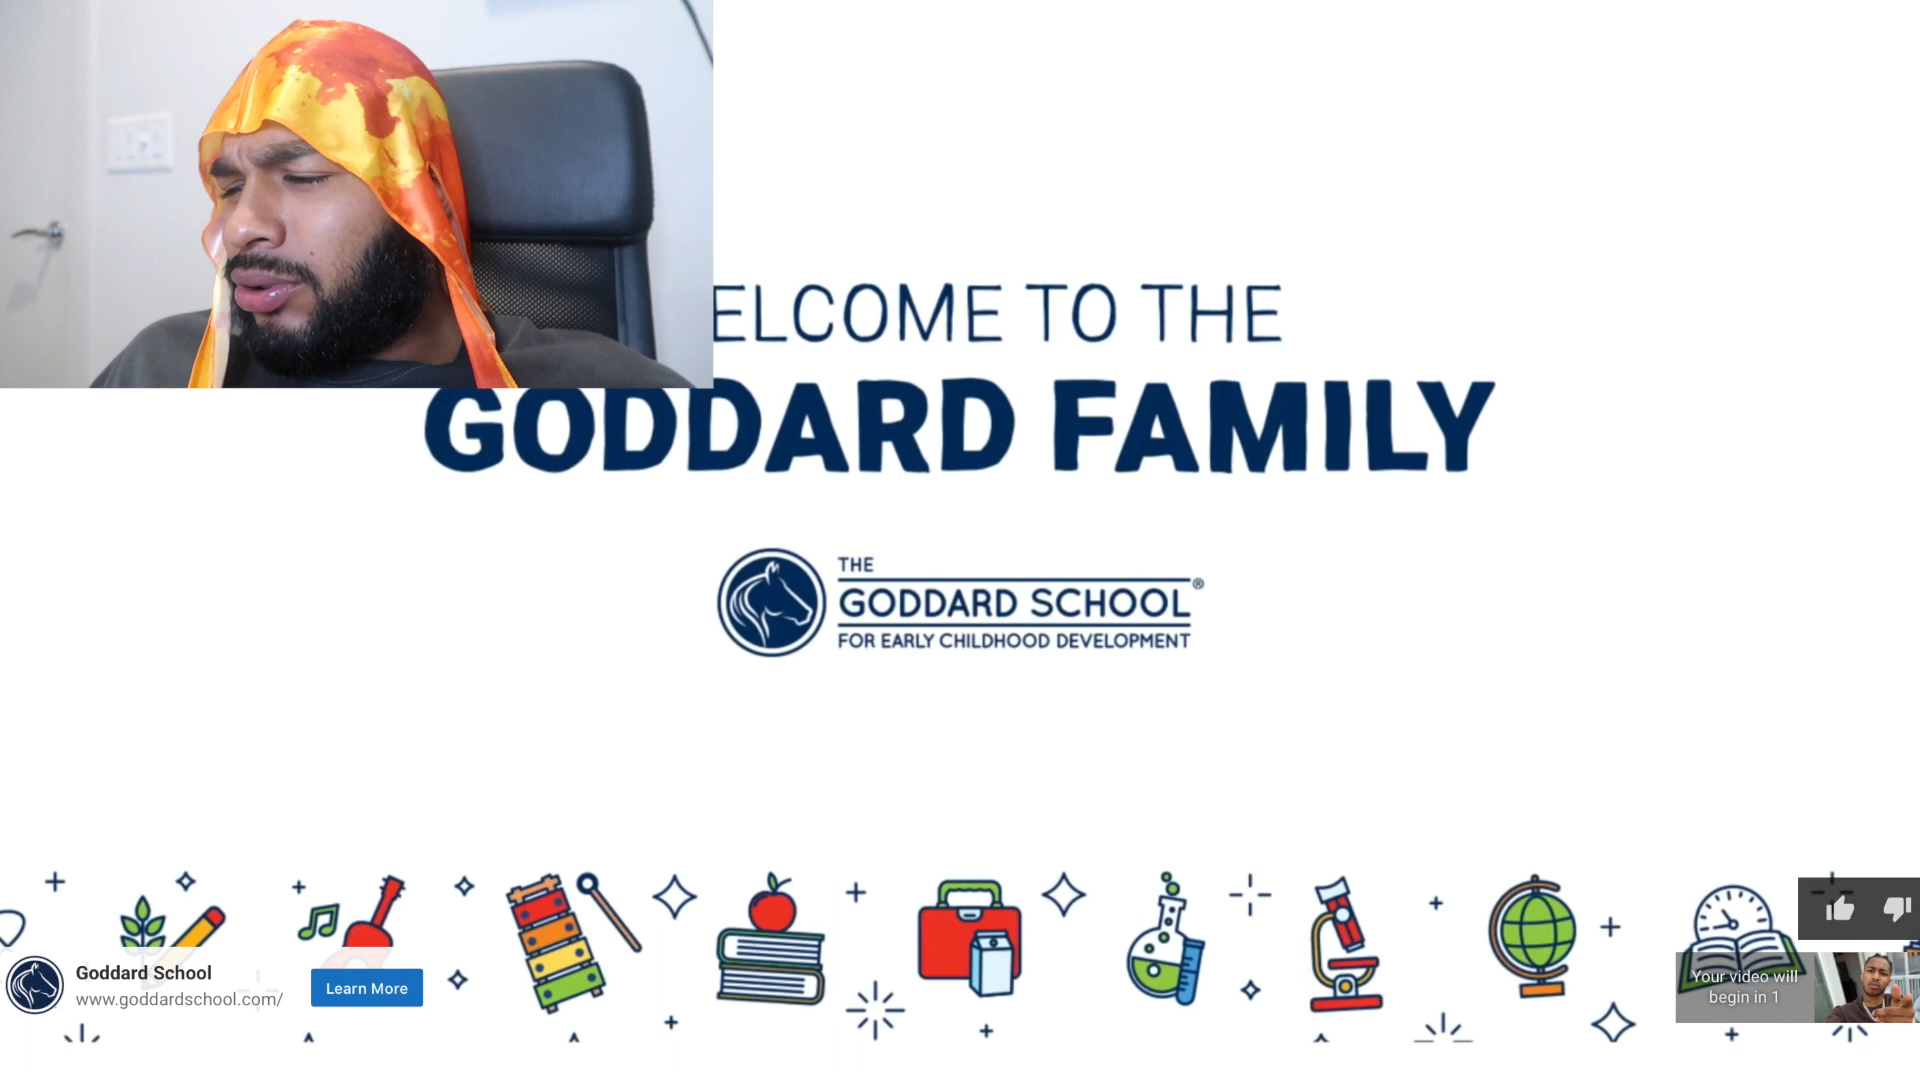 ELCOME TO THE
GODDARD FAMILY
THE
GODDARD SCHOOL®
FOR EARLY CHILDHOOD DEVELOPMENT
Goddard School
www.goddardschool.com/
Learn More
Your video will
begin in 1